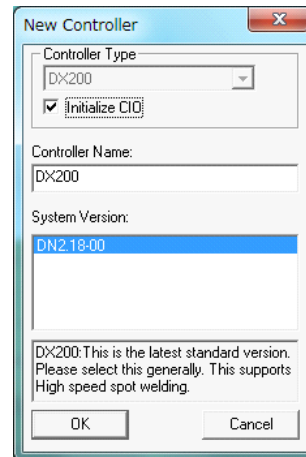 New Controller
Controller Type
DX200
Initialize CIO
Controller Name:
DX200
System Version:
DN2.18-00
DX200:This is the latest standard version.
Please select this generally. This supports
High speed spot welding.
OK
Cancel